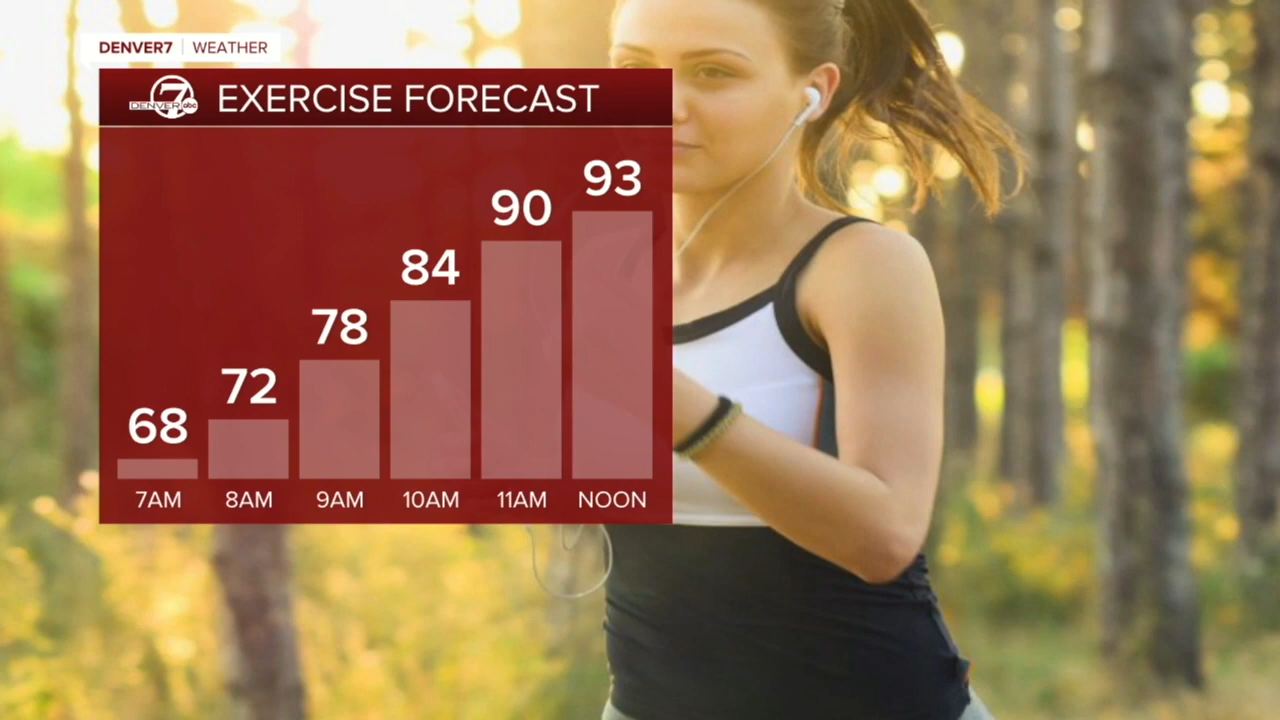 DENVER7 | WEATHER
DENVER 7 abc EXERCISE FORECAST
68 72 78 84 90 93
7AM 8AM 9AM 10AM 11AM NOON